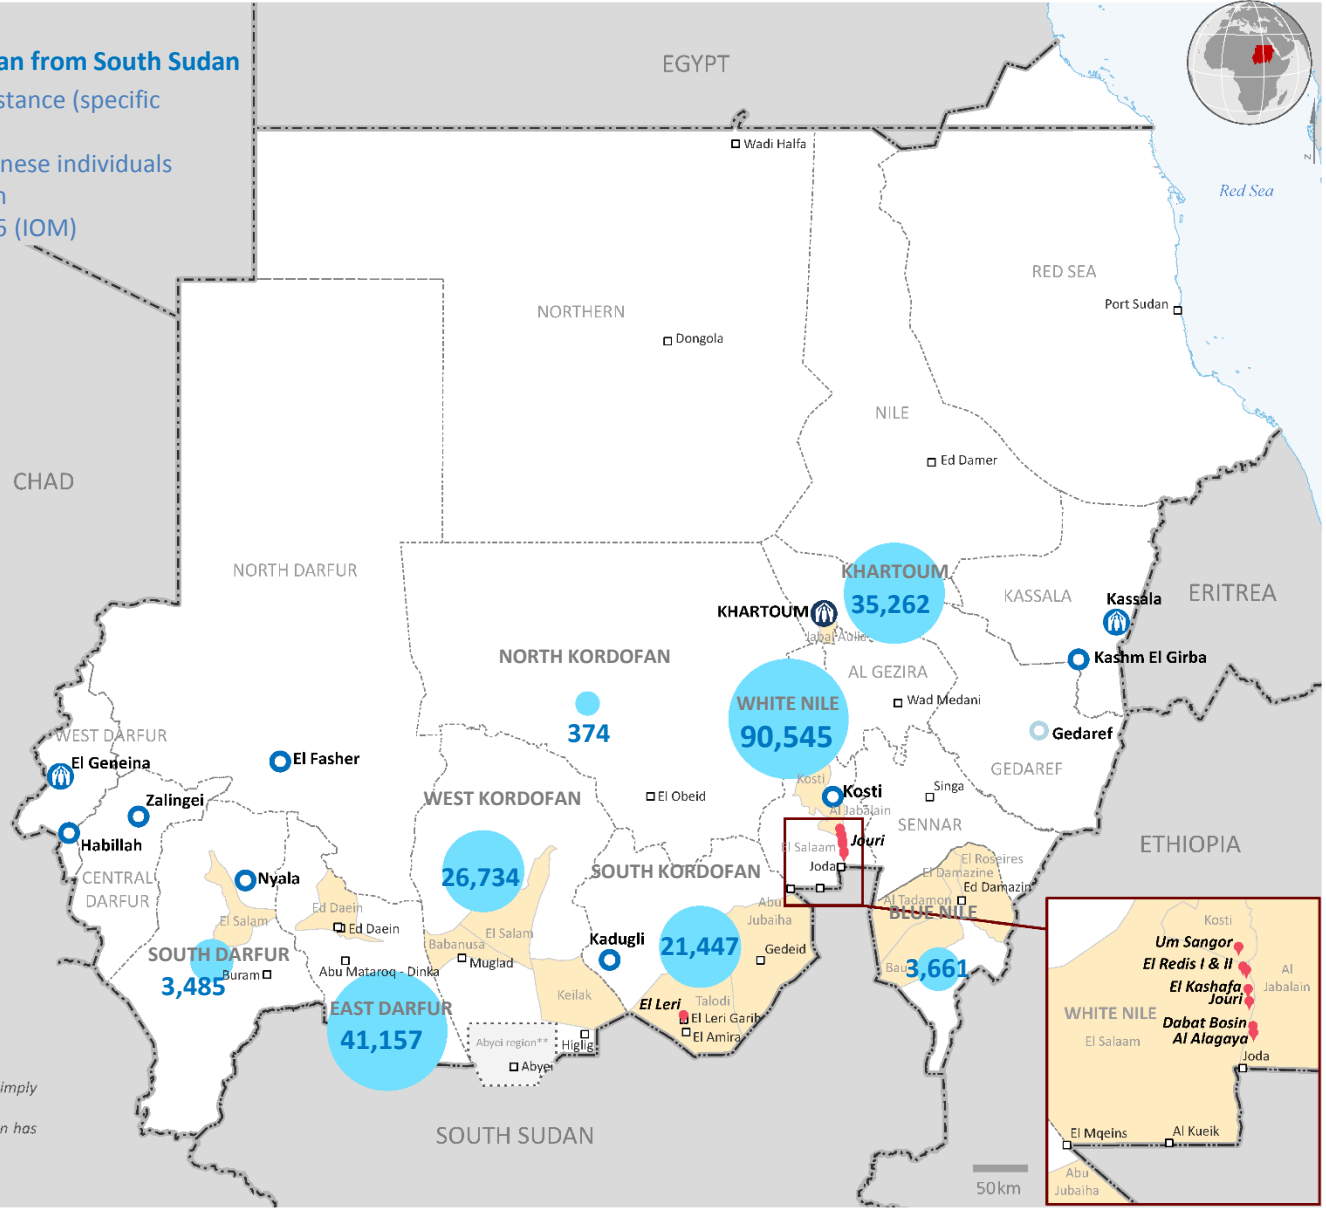 an from South Sudan
stance (specific
nese individuals
n
5 (IOM)
EGYPT
Wadi Halfa
Red Sea
N
RED SEA
Port Sudan
NORTHERN
Dongola
NILE
Ed Damer
CHAD
NORTH DARFUR
KHARTOUM
35,262
KHARTOUM
Jabal Aulia
KASSALA
Kassala
ERITREA
Kashm El Girba
NORTH KORDOFAN
374
AL GEZIRA
WHITE NILE
90,545
Wad Medani
Gedaref
GEDAREF
WEST DARFUR
El Geneina
El Fasher
Zalingei
Habillah
WEST KORDOFAN
El Obeid
Kosti
Kosti
Al Jabalain
Singa
SENNAR
Jouri
El Salaam
Joda
ETHIOPIA
CENTRAL
DARFUR
Nyala
26,734
SOUTH KORDOFAN
El Roseires
El Damazine
Ed Damazin
Al Tadamon
BLUE NILE
Abu
Jubaiha
El Salam
Ed Daein
Ed Daein
El Salam
Babanusa
Kadugli
21,447
Gedeid
SOUTH DARFUR
3,485
Buram
Abu Mataroq - Dinka
Muglad
Bau
3,661
Keilak
El Leri
Talodi
El Leri Garib
El Amira
EAST DARFUR
41,157
Abyei region**
Higlig
Abyei
SOUTH SUDAN
imply
n has
50km
Kosti
Um Sangor
El Redis I & II
El Kashafa
Jouri
Al
Jabalain
WHITE NILE
El Salaam
Dabat Bosin
Al Alagaya
Joda
El Mqeins
Al Kueik
Abu
Jubaiha